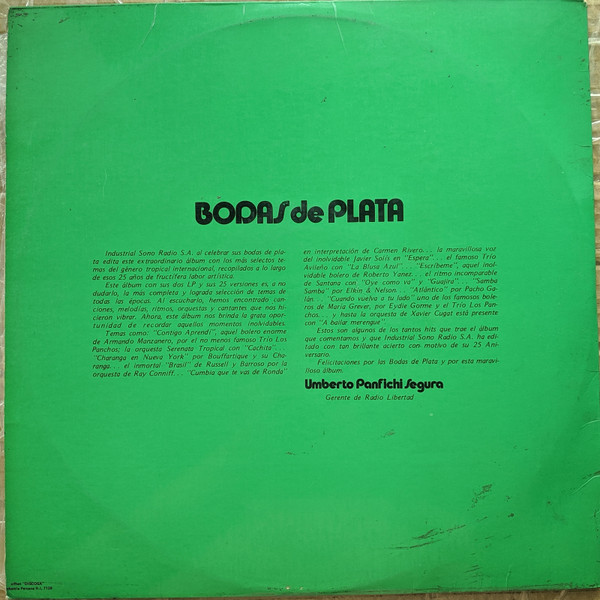 BODAS de PLATA
Industrial Sono Radio S.A. al celebrar sus bodas de pla-
ta edita este extraordinario álbum con los más selectos te-
mas del género tropical internacional, recopilados a lo largo
de esos 25 años de fructífera labor artística.
Este álbum con sus dos LP y sus 25 versiones es, a no
dudarlo, la más completa y lograda selección de temas de
todas las épocas. Al escucharlo, hemos encontrado can-
ciones, melodías, ritmos, orquestas y cantantes que nos hi-
cieron vibrar. Ahora, este álbum nos brinda la grata opor-
tunidad de recordar aquellos momentos inolvidables.
Temas como: "Contigo Aprendí", aquel bolero enorme
de Armando Manzanero, por el no menos famoso Trío Los
Panchos; la orquesta Serenata Tropical con "Cachita"...
"Charanga en Nueva York" por Bouffartique y su Cha-
ranga... el inmortal "Brasil" de Russell y Barroso por la
orquesta de Ray Conniff... "Cumbia que te vas de Ronda"
en interpretación de Carmen Rivero... la maravillosa voz
del inolvidable Javier Solís en "Espera"... el famoso Trío
Avileño con "La Blusa Azul"... "Escríbeme", aquel inol-
vidable bolero de Roberto Yanez... el ritmo incomparable
de Santana con "Oye como va" y "Guajira"... "Samba
Samba" por Elkin & Nelson... "Atlántico" por Pacho Ga-
lán... "Cuando vuelva a tu lado" uno de los famosos bole-
ros de María Grever, por Eydie Gorme y el Trío Los Pan-
chos... y hasta la orquesta de Xavier Cugat está presente
con "A bailar merengue".
Estos son algunos de los tantos hits que trae el álbum
que comentamos y que Industrial Sono Radio S.A. ha edi-
tado con tan brillante acierto con motivo de su 25 Ani-
versario.
Felicitaciones por las Bodas de Plata y por esta maravi-
lloso álbum.
Umberto Panfichi Segura
Gerente de Radio Libertad